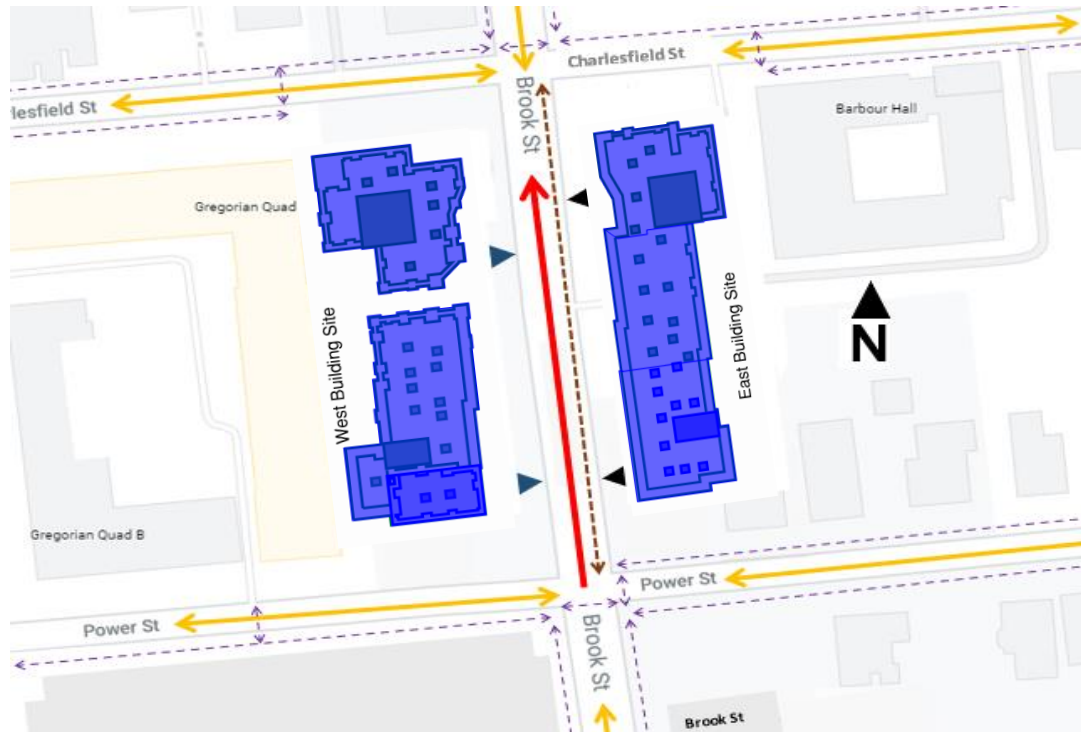 Charlesfield St
lesfield St
Brook St
Barbour Hall
Gregorian Quad
West Building Site
East Building Site
N
Gregorian Quad B
Power St
Power St
Brook St
Brook St